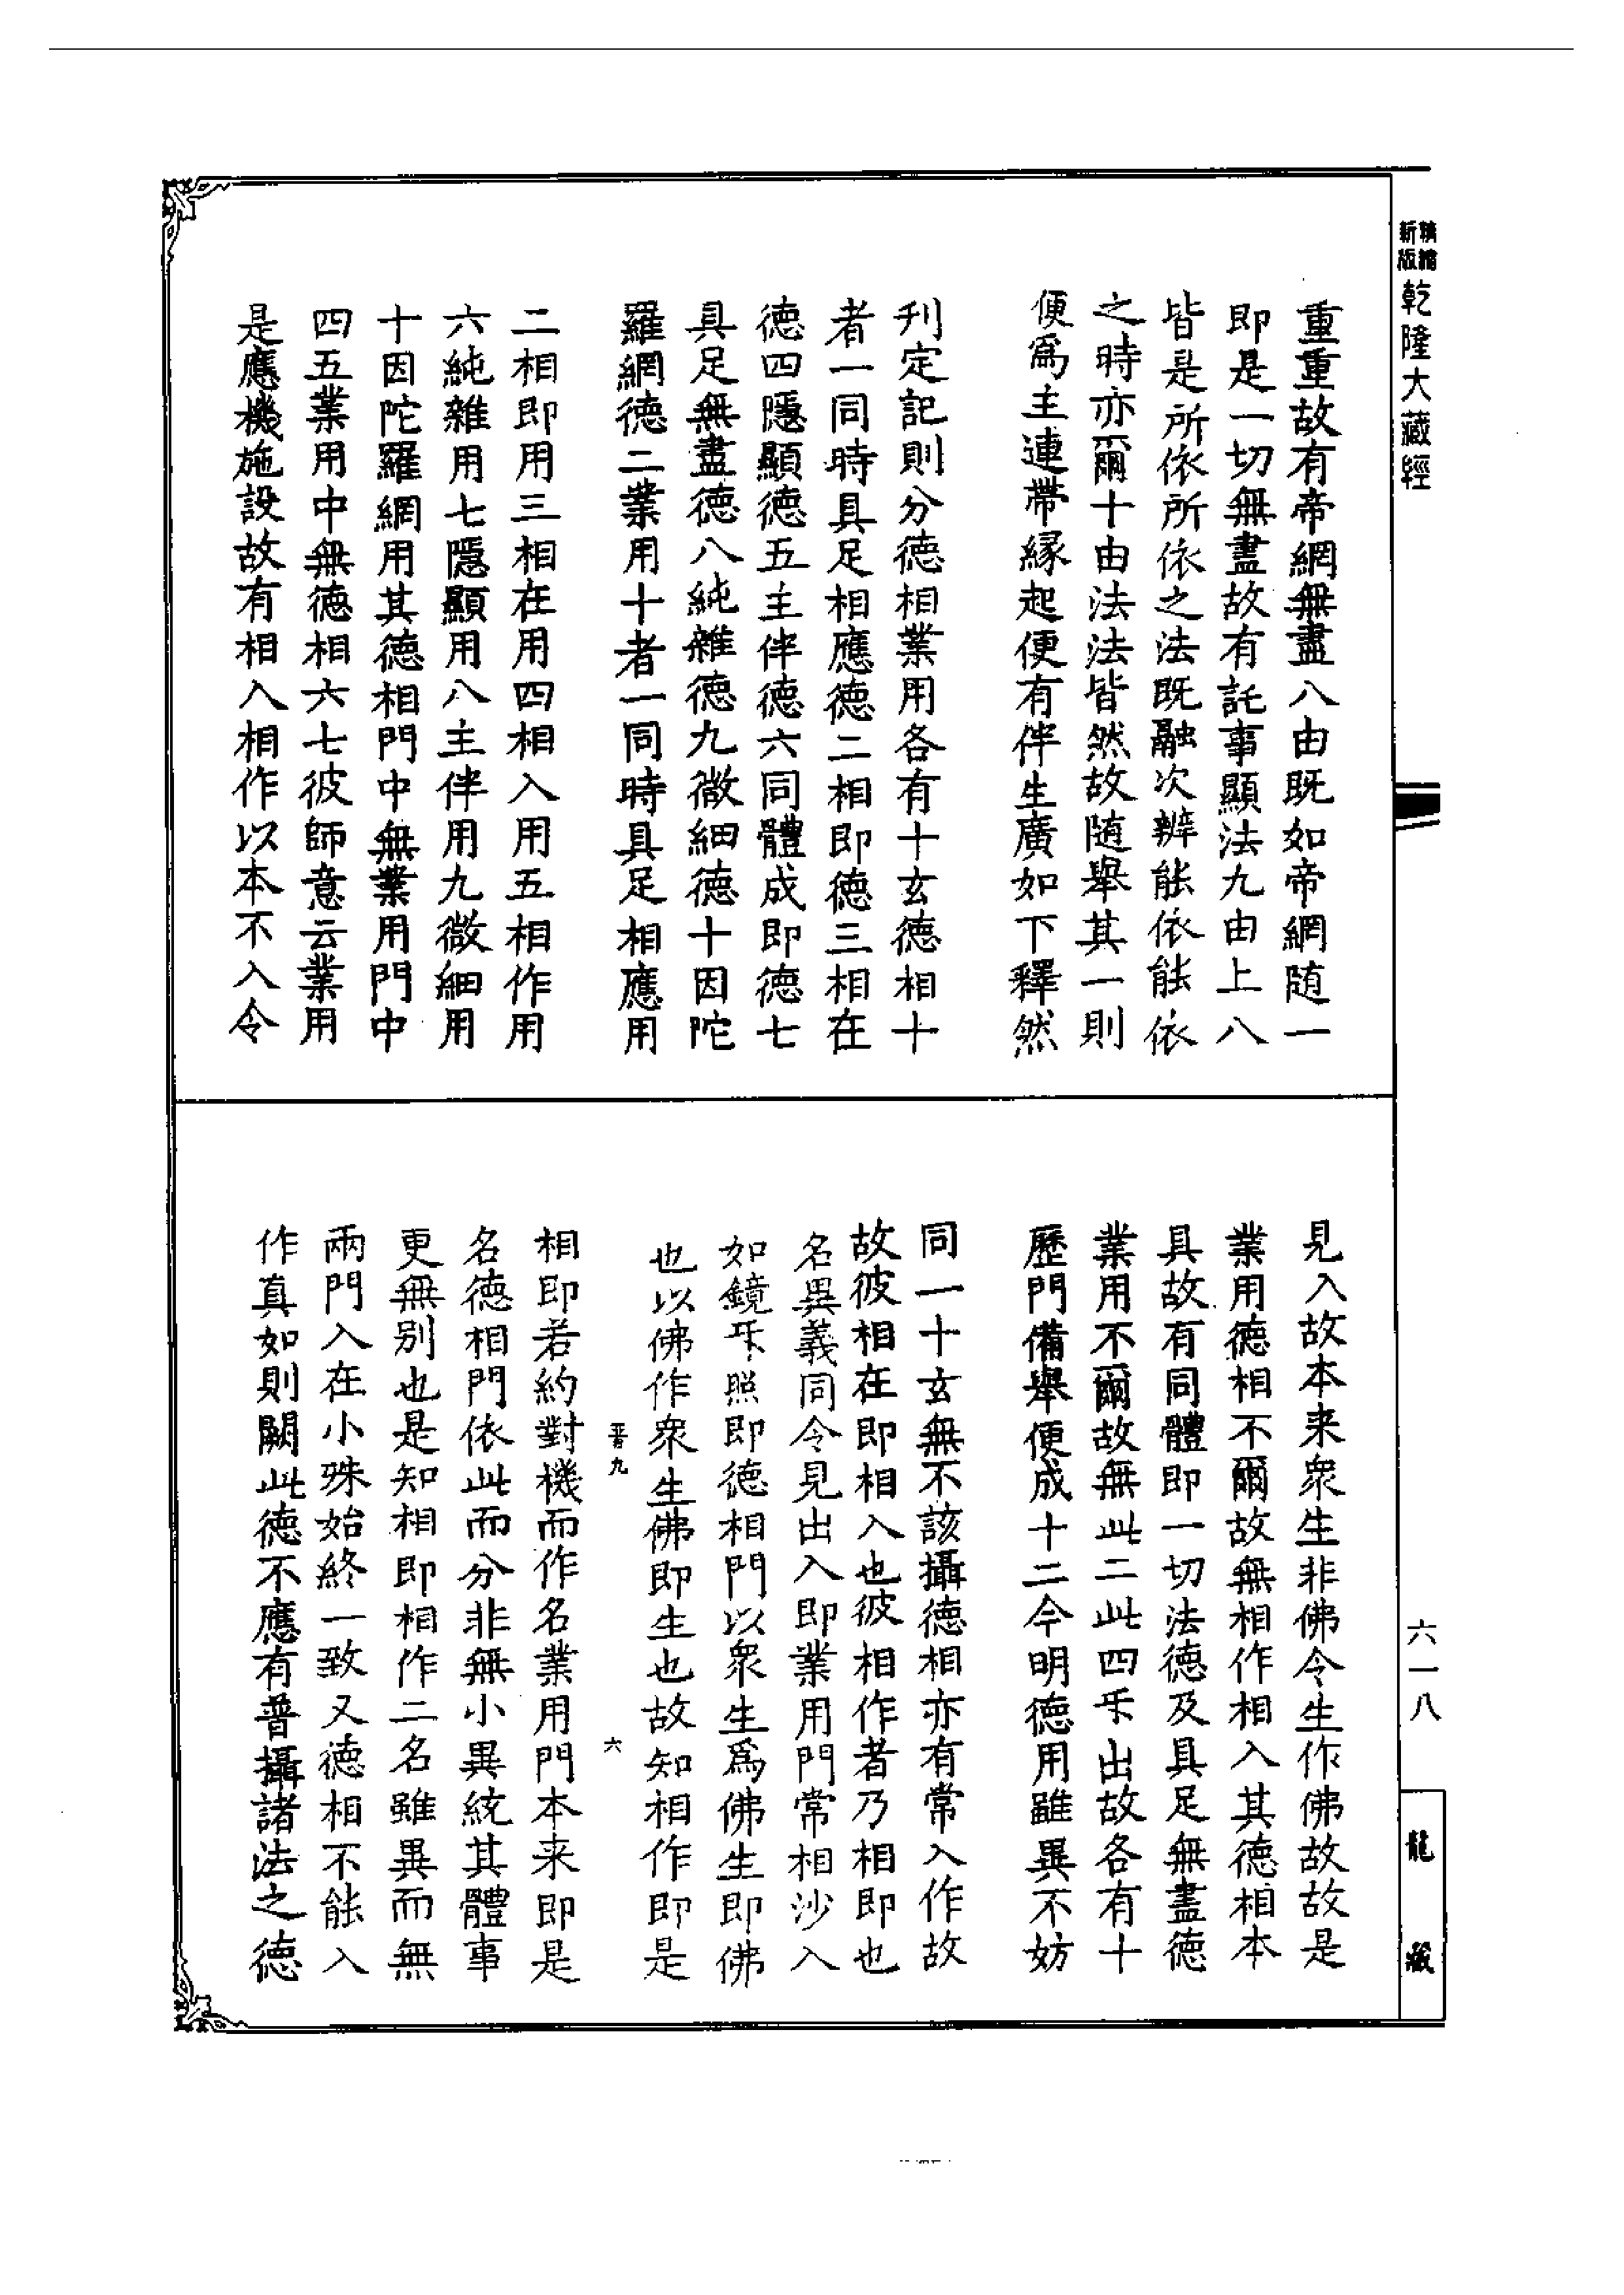 精縮新版乾隆大藏經
重重故有帝網無盡八由既如帝網随一
即是一切無盡故有託事顯法九由上八
皆是所依所依之法既融次辨能依能依
之時亦爾十由法法皆然故随舉其一則
便爲主連帶緣起便有伴生廣如下釋然
刋定記則分德相業用各有十玄德相十
者一同時具足相應德二相即德三相在
德四隱顯德五主伴德六同體成即德七
具足無盡德八純雜德九微細德十因陀
羅網德二業用十者一同時具足相應用
二相即用三相在用四相入用五相作用
六純雜用七隱顯用八主伴用九微細用
十因陀羅網用其德相門中無業用門中
四五業用中無德相六七彼師意云業用
是應機施設故有相入相作以本不入令
見入故本来衆生非佛令生作佛故故是
業用德相不爾故無相作相入其德相本
具故有同體即一切法德及具足無盡德
業用不爾故無此二此四㸦出故各有十
歷門備舉便成十二今明德用雖異不妨
同一十玄無不該攝德相亦有常入作故
故彼相在即相入也彼相作者乃相即也
名異義同令見出入即業用門常相涉入
如鏡㸦照即德相門以衆生爲佛生即佛
也以佛作衆生佛即生也故知相作即是
晋九
六
相即若約對機而作名業用門本来即是
名德相門依此而分非無小異統其體事
更無別也是知相即相作二名雖異而無
兩門入在小殊始終一致又德相不能入
作真如則闕此德不應有普攝諸法之德
六一八
龍藏